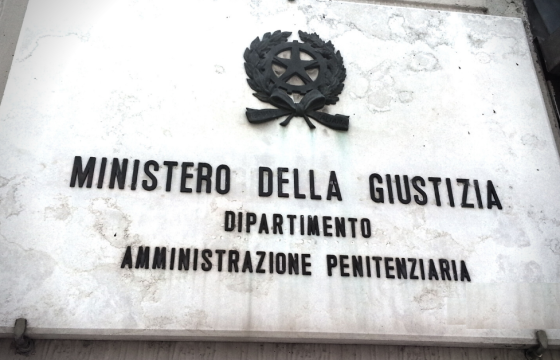 MINISTERO DELLA GIUSTIZIA
DIPARTIMENTO
AMMINISTRAZIONE PENITENZIARIA